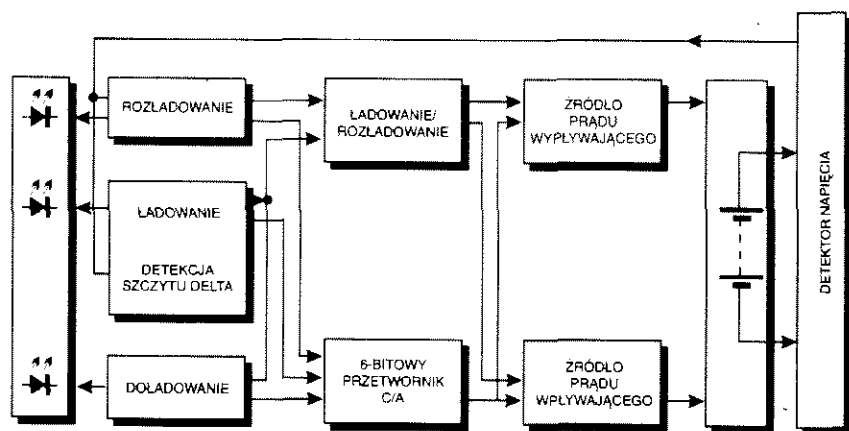 ROZŁADOWANIE
ŁADOWANIE
DETEKCJA
SZCZYTU DELTA
DOŁADOWANIE
ŁADOWANIE/
ROZŁADOWANIE
6-BITOWY
PRZETWORNIK
C/A
ŹRÓDŁO
PRĄDU
WYPŁYWAJĄCEGO
ŹRÓDŁO
PRĄDU
WPŁYWAJĄCEGO
DETEKTOR NAPIĘCIA